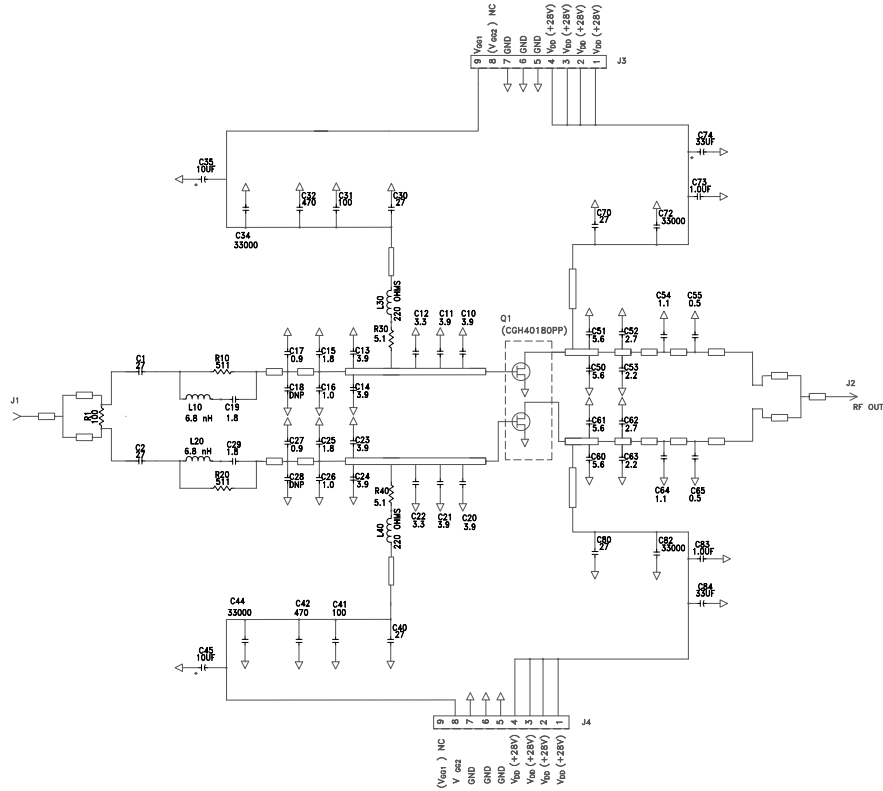 VGG1
(VGG2) NC
GND
GND
GND
VDD (+28V)
VDD (+28V)
VDD (+28V)
VDD (+28V)
9 8 7 6 5 4 3 2 1
J3
C35
10UF
C34
33000
C32
470
C31
100
C30
27
C74
33UF
C73
1.0UF
C70
27
C72
33000
L30
220 OHMS
R30
5.1
C12
3.3
C11
3.9
C10
3.9
Q1
(CGH40180PP)
C51
5.6
C52
2.7
C54
1.1
C55
0.5
C1
27
R10
511
C17
0.9
C15
1.8
C13
3.9
L10
6.8 nH
C19
1.8
C18
DNP
C16
1.0
C14
3.9
C50
5.6
C53
2.2
J1
R1
100
J2
RF OUT
C2
27
L20
6.8 nH
C29
1.8
R20
511
C27
0.9
C25
1.8
C23
3.9
C61
5.6
C62
2.7
C28
DNP
C26
1.0
C24
3.9
R40
5.1
C22
3.3
C21
3.9
C20
3.9
C60
5.6
C63
2.2
C64
1.1
C65
0.5
L40
220 OHMS
C80
27
C82
33000
C83
1.0UF
C84
33UF
C44
33000
C42
470
C41
100
C40
27
C45
10UF
9 8 7 6 5 4 3 2 1
J4
(VGG1) NC
V GG2
GND
GND
GND
VDD (+28V)
VDD (+28V)
VDD (+28V)
VDD (+28V)